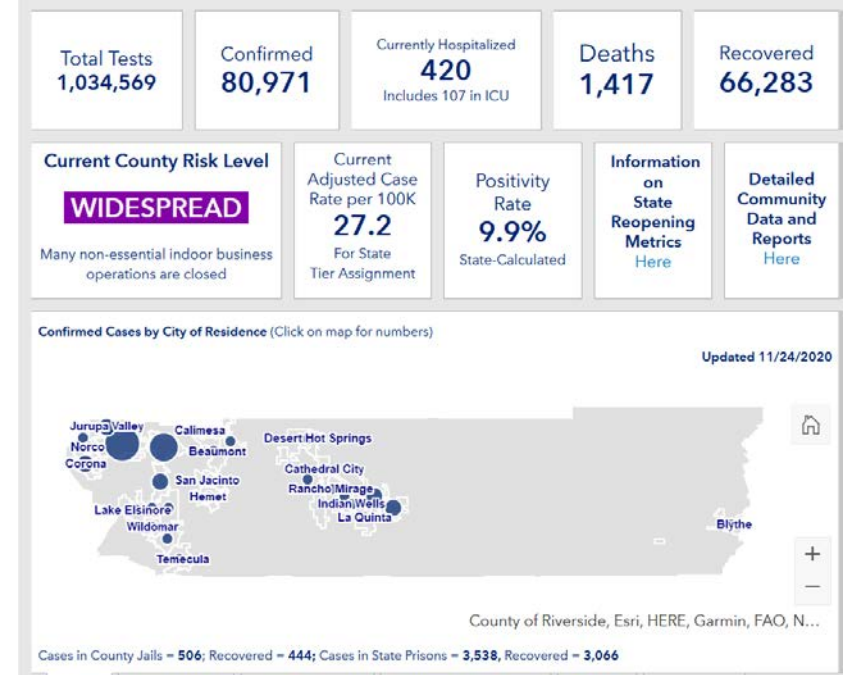 Total Tests
1,034,569
Confirmed
80,971
Currently Hospitalized
420
Includes 107 in ICU
Deaths
1,417
Recovered
66,283
Current County Risk Level
WIDESPREAD
Many non-essential indoor business
operations are closed
Current
Adjusted Case
Rate per 100K
27.2
For State
Tier Assignment
Positivity
Rate
9.9%
State-Calculated
Information
on
State
Reopening
Metrics
Here
Detailed
Community
Data and
Reports
Here
Confirmed Cases by City of Residence (Click on map for numbers)
Updated 11/24/2020
Jurupa Valley
Norco
Corona
Calimesa
Beaumont
San Jacinto
Hemet
Lake Elsinore
Wildomar
Temecula
Desert Hot Springs
Cathedral City
Rancho Mirage
Indian Wells
La Quinta
Blythe
+
−
County of Riverside, Esri, HERE, Garmin, FAO, N...
Cases in County Jails = 506; Recovered = 444; Cases in State Prisons = 3,538, Recovered = 3,066